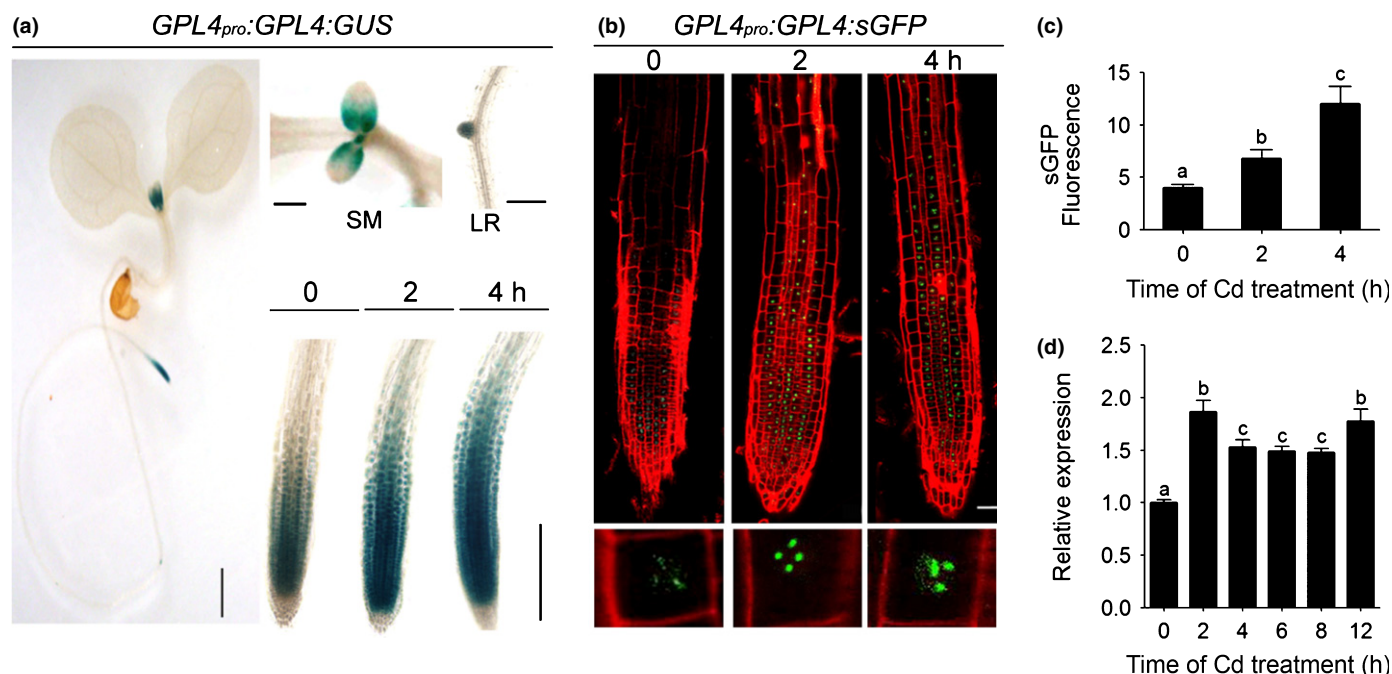 (a)
GPL4pro:GPL4:GUS
SM
LR
0 2 4 h
(b)
GPL4pro:GPL4:sGFP
0 2 4 h
(c)
sGFP
Fluorescence
15
10
5
0
a
b
c
0 2 4
Time of Cd treatment (h)
(d)
Relative expression
2.5
2.0
1.5
1.0
0.5
0.0
a
b
c
c
c
b
0 2 4 6 8 12
Time of Cd treatment (h)